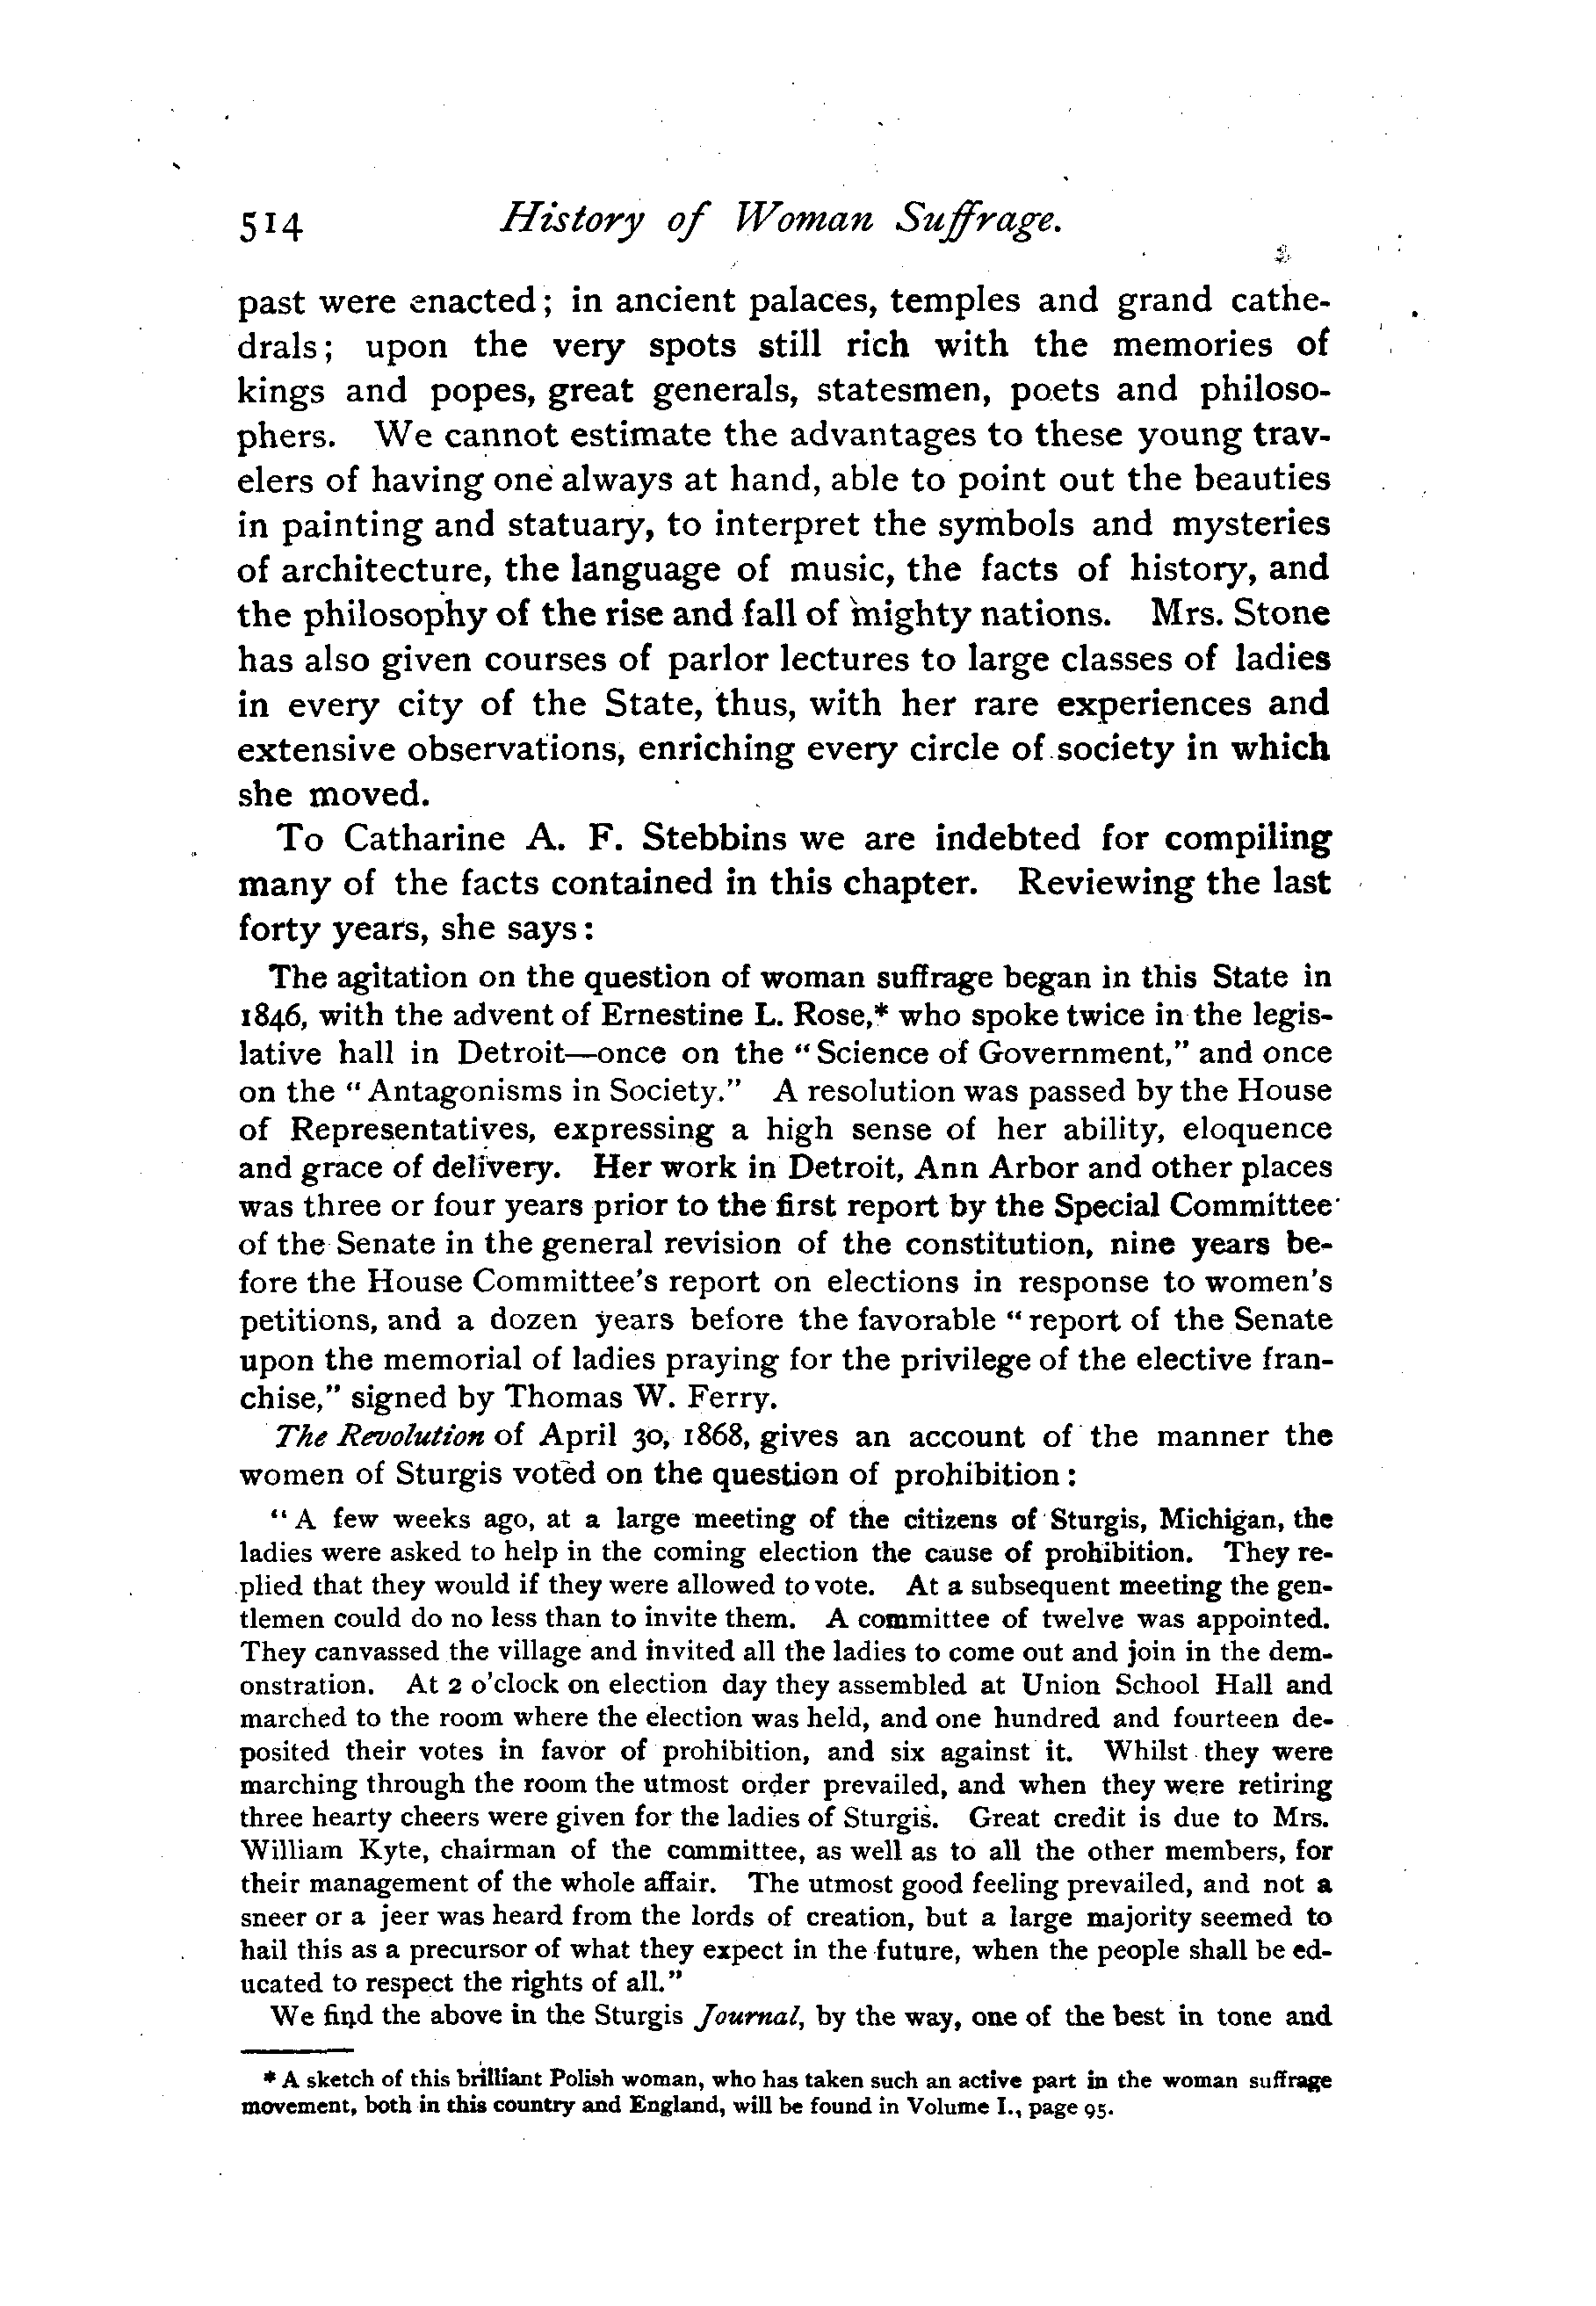 514 History of Woman Suffrage.
past were enacted; in ancient palaces, temples and grand cathe-
drals; upon the very spots still rich with the memories of
kings and popes, great generals, statesmen, poets and philoso-
phers. We cannot estimate the advantages to these young trav-
elers of having one always at hand, able to point out the beauties
in painting and statuary, to interpret the symbols and mysteries
of architecture, the language of music, the facts of history, and
the philosophy of the rise and fall of mighty nations. Mrs. Stone
has also given courses of parlor lectures to large classes of ladies
in every city of the State, thus, with her rare experiences and
extensive observations, enriching every circle of society in which
she moved.
To Catharine A. F. Stebbins we are indebted for compiling
many of the facts contained in this chapter. Reviewing the last
forty years, she says:
The agitation on the question of woman suffrage began in this State in
1846, with the advent of Ernestine L. Rose,* who spoke twice in the legis-
lative hall in Detroit—once on the "Science of Government," and once
on the "Antagonisms in Society." A resolution was passed by the House
of Representatives, expressing a high sense of her ability, eloquence
and grace of delivery. Her work in Detroit, Ann Arbor and other places
was three or four years prior to the first report by the Special Committee
of the Senate in the general revision of the constitution, nine years be-
fore the House Committee's report on elections in response to women's
petitions, and a dozen years before the favorable "report of the Senate
upon the memorial of ladies praying for the privilege of the elective fran-
chise," signed by Thomas W. Ferry.
The Revolution of April 30, 1868, gives an account of the manner the
women of Sturgis voted on the question of prohibition:
"A few weeks ago, at a large meeting of the citizens of Sturgis, Michigan, the
ladies were asked to help in the coming election the cause of prohibition. They re-
plied that they would if they were allowed to vote. At a subsequent meeting the gen-
tlemen could do no less than to invite them. A committee of twelve was appointed.
They canvassed the village and invited all the ladies to come out and join in the dem-
onstration. At 2 o'clock on election day they assembled at Union School Hall and
marched to the room where the election was held, and one hundred and fourteen de-
posited their votes in favor of prohibition, and six against it. Whilst they were
marching through the room the utmost order prevailed, and when they were retiring
three hearty cheers were given for the ladies of Sturgis. Great credit is due to Mrs.
William Kyte, chairman of the committee, as well as to all the other members, for
their management of the whole affair. The utmost good feeling prevailed, and not a
sneer or a jeer was heard from the lords of creation, but a large majority seemed to
hail this as a precursor of what they expect in the future, when the people shall be ed-
ucated to respect the rights of all."
We find the above in the Sturgis Journal, by the way, one of the best in tone and
* A sketch of this brilliant Polish woman, who has taken such an active part in the woman suffrage
movement, both in this country and England, will be found in Volume I., page 95.